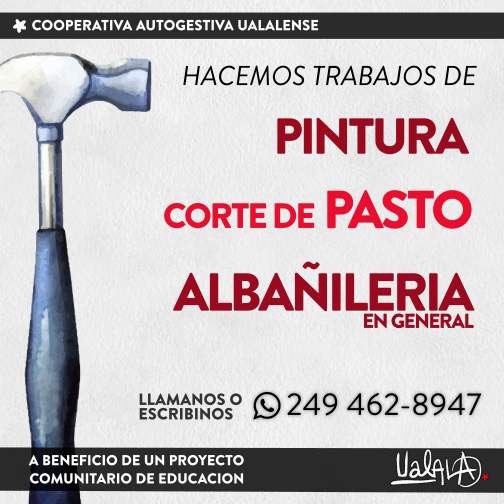 COOPERATIVA AUTOGESTIVA UALALENSE
HACEMOS TRABAJOS DE
PINTURA
CORTE DE PASTO
ALBAÑILERIA
EN GENERAL
LLAMANOS O
ESCRIBINOS
249 462-8947
A BENEFICIO DE UN PROYECTO
COMUNITARIO DE EDUCACION
UALALA